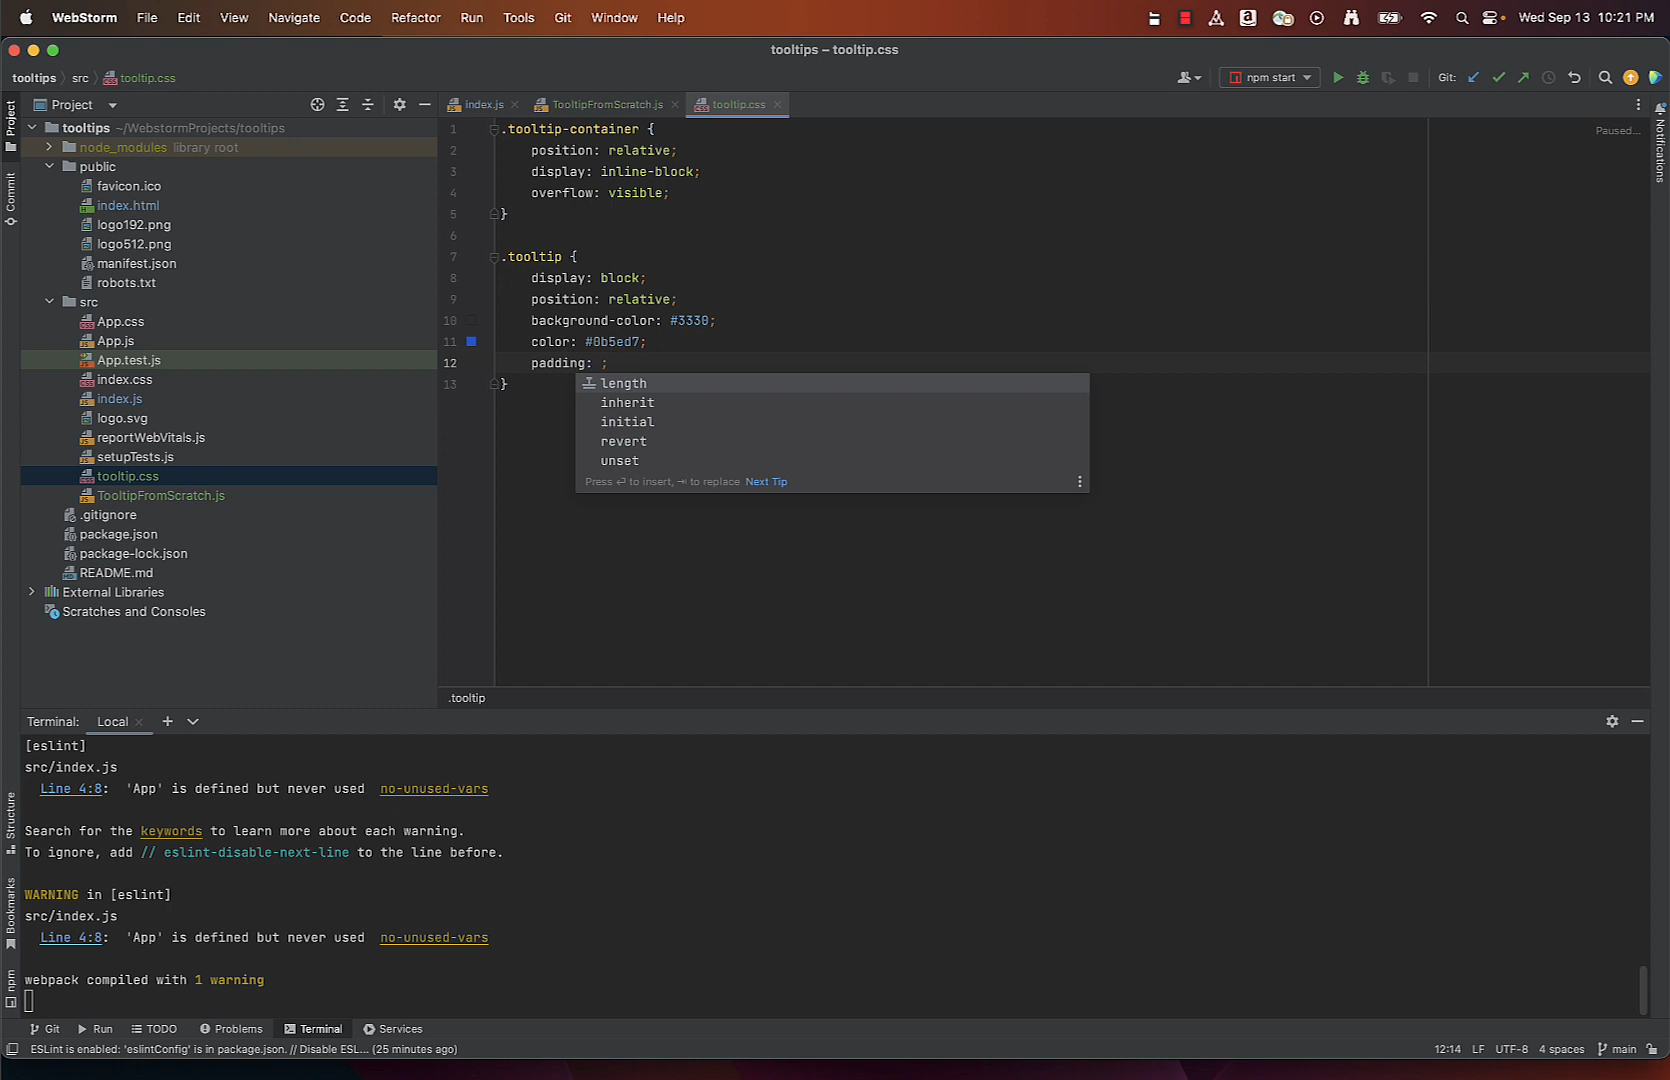 WebStorm File Edit View Navigate Code Refactor Run Tools Git Window Help Wed Sep 13 10:21 PM
tooltips – tooltip.css
tooltips src tooltip.css npm start Git:
Project index.js TooltipFromScratch.js tooltip.css
Project
Commit
Structure
Bookmarks
npm
Notifications
tooltips ~/WebstormProjects/tooltips
node_modules library root
public
favicon.ico
index.html
logo192.png
logo512.png
manifest.json
robots.txt
src
App.css
App.js
App.test.js
index.css
index.js
logo.svg
reportWebVitals.js
setupTests.js
tooltip.css
TooltipFromScratch.js
.gitignore
package.json
package-lock.json
README.md
External Libraries
Scratches and Consoles
1 .tooltip-container {
2 position: relative;
3 display: inline-block;
4 overflow: visible;
5 }
6
7 .tooltip {
8 display: block;
9 position: relative;
10 background-color: #3330;
11 color: #0b5ed7;
12 padding: ;
13 }
Paused...
length
inherit
initial
revert
unset
Press ⏎ to insert, ⇥ to replace Next Tip
.tooltip
Terminal: Local
[eslint]
src/index.js
Line 4:8: 'App' is defined but never used no-unused-vars
Search for the keywords to learn more about each warning.
To ignore, add // eslint-disable-next-line to the line before.
WARNING in [eslint]
src/index.js
Line 4:8: 'App' is defined but never used no-unused-vars
webpack compiled with 1 warning
Git Run TODO Problems Terminal Services
ESLint is enabled: 'eslintConfig' is in package.json. // Disable ESL... (25 minutes ago) 12:14 LF UTF-8 4 spaces main